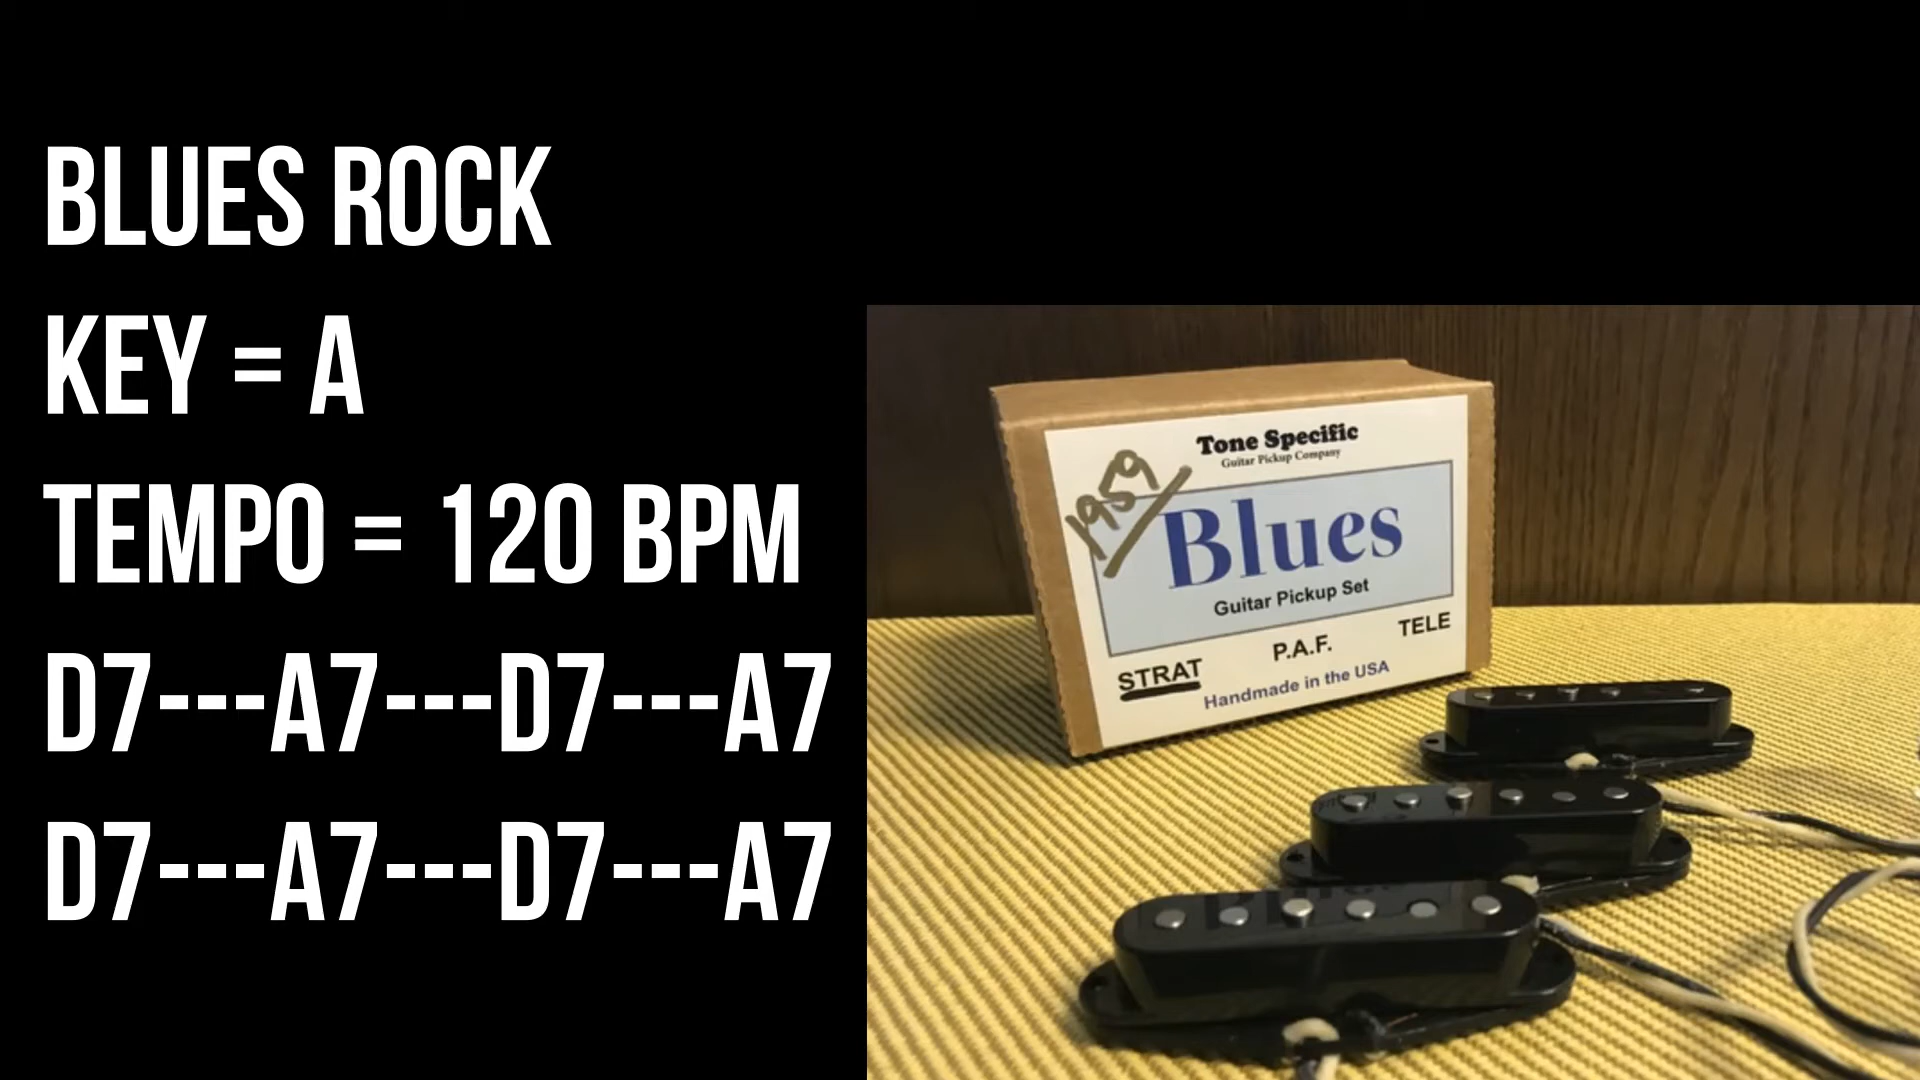 BLUES ROCK
KEY = A
TEMPO = 120 BPM
D7---A7---D7---A7
D7---A7---D7---A7
Tone Specific
Guitar Pickup Company
1959
Blues
Guitar Pickup Set
STRAT P.A.F. TELE
Handmade in the USA